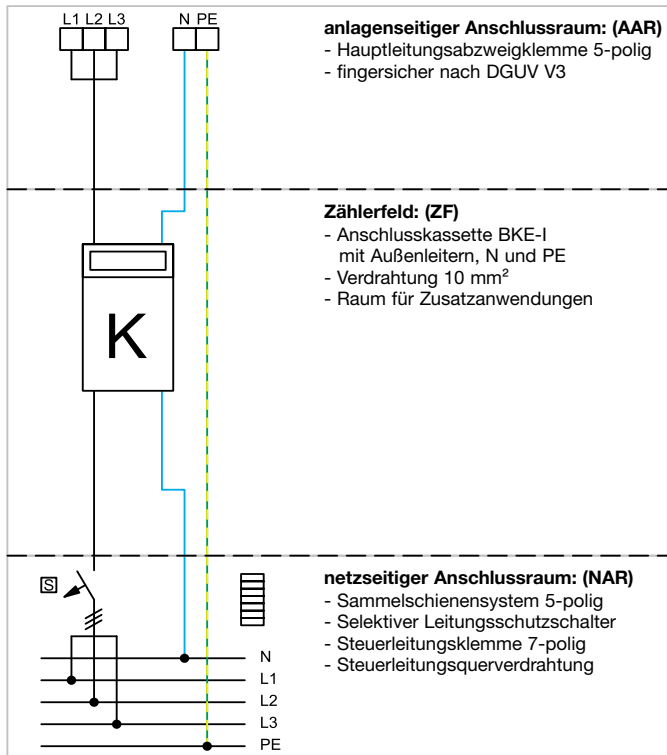 L1 L2 L3 N PE
anlagenseitiger Anschlussraum: (AAR)
- Hauptleitungsabzweigklemme 5-polig
- fingersicher nach DGUV V3
Zählerfeld: (ZF)
- Anschlusskassette BKE-I
mit Außenleitern, N und PE
- Verdrahtung 10 mm²
- Raum für Zusatzanwendungen
K
netzseitiger Anschlussraum: (NAR)
- Sammelschienensystem 5-polig
- Selektiver Leitungsschutzschalter
- Steuerleitungsklemme 7-polig
- Steuerleitungsquerverdrahtung
S
N
L1
L2
L3
PE